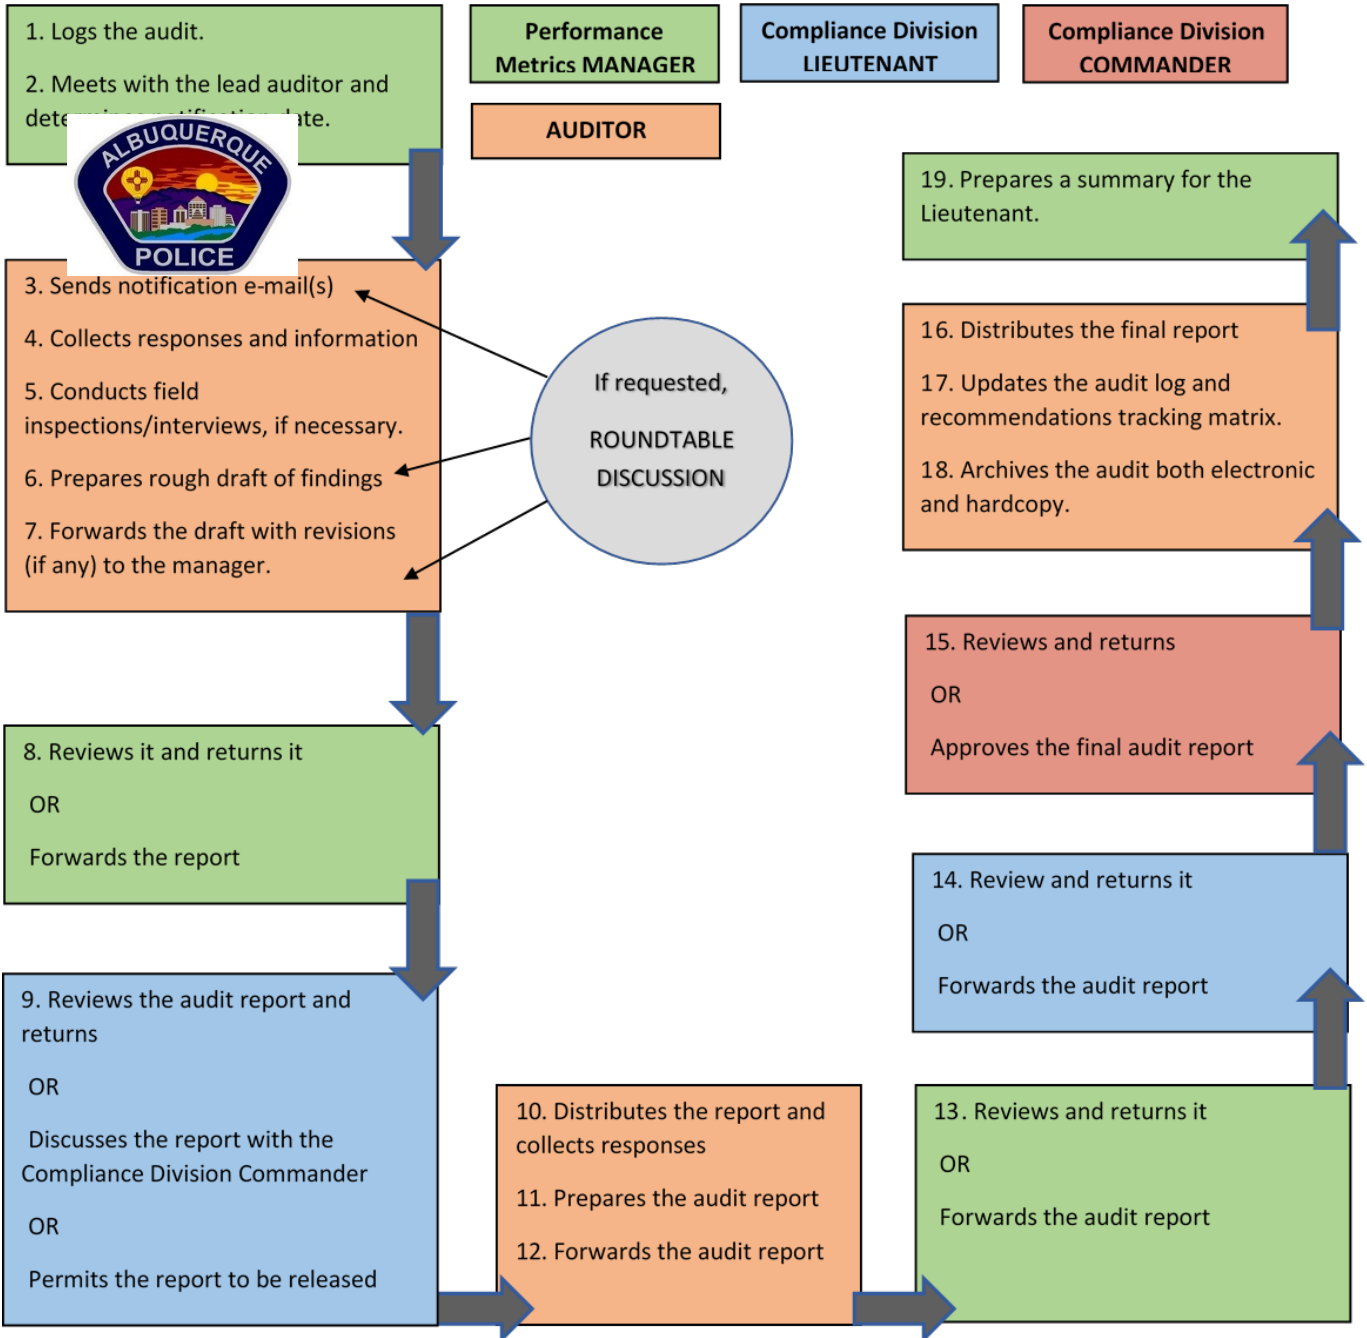 1. Logs the audit.
2. Meets with the lead auditor and
date.
ALBUQUERQUE
POLICE
Performance
Metrics MANAGER
Compliance Division
LIEUTENANT
Compliance Division
COMMANDER
AUDITOR
3. Sends notification e-mail(s)
4. Collects responses and information
5. Conducts field
inspections/interviews, if necessary.
6. Prepares rough draft of findings
7. Forwards the draft with revisions
(if any) to the manager.
If requested,
ROUNDTABLE
DISCUSSION
8. Reviews it and returns it
OR
Forwards the report
9. Reviews the audit report and
returns
OR
Discusses the report with the
Compliance Division Commander
OR
Permits the report to be released
10. Distributes the report and
collects responses
11. Prepares the audit report
12. Forwards the audit report
13. Reviews and returns it
OR
Forwards the audit report
14. Review and returns it
OR
Forwards the audit report
15. Reviews and returns
OR
Approves the final audit report
16. Distributes the final report
17. Updates the audit log and
recommendations tracking matrix.
18. Archives the audit both electronic
and hardcopy.
19. Prepares a summary for the
Lieutenant.